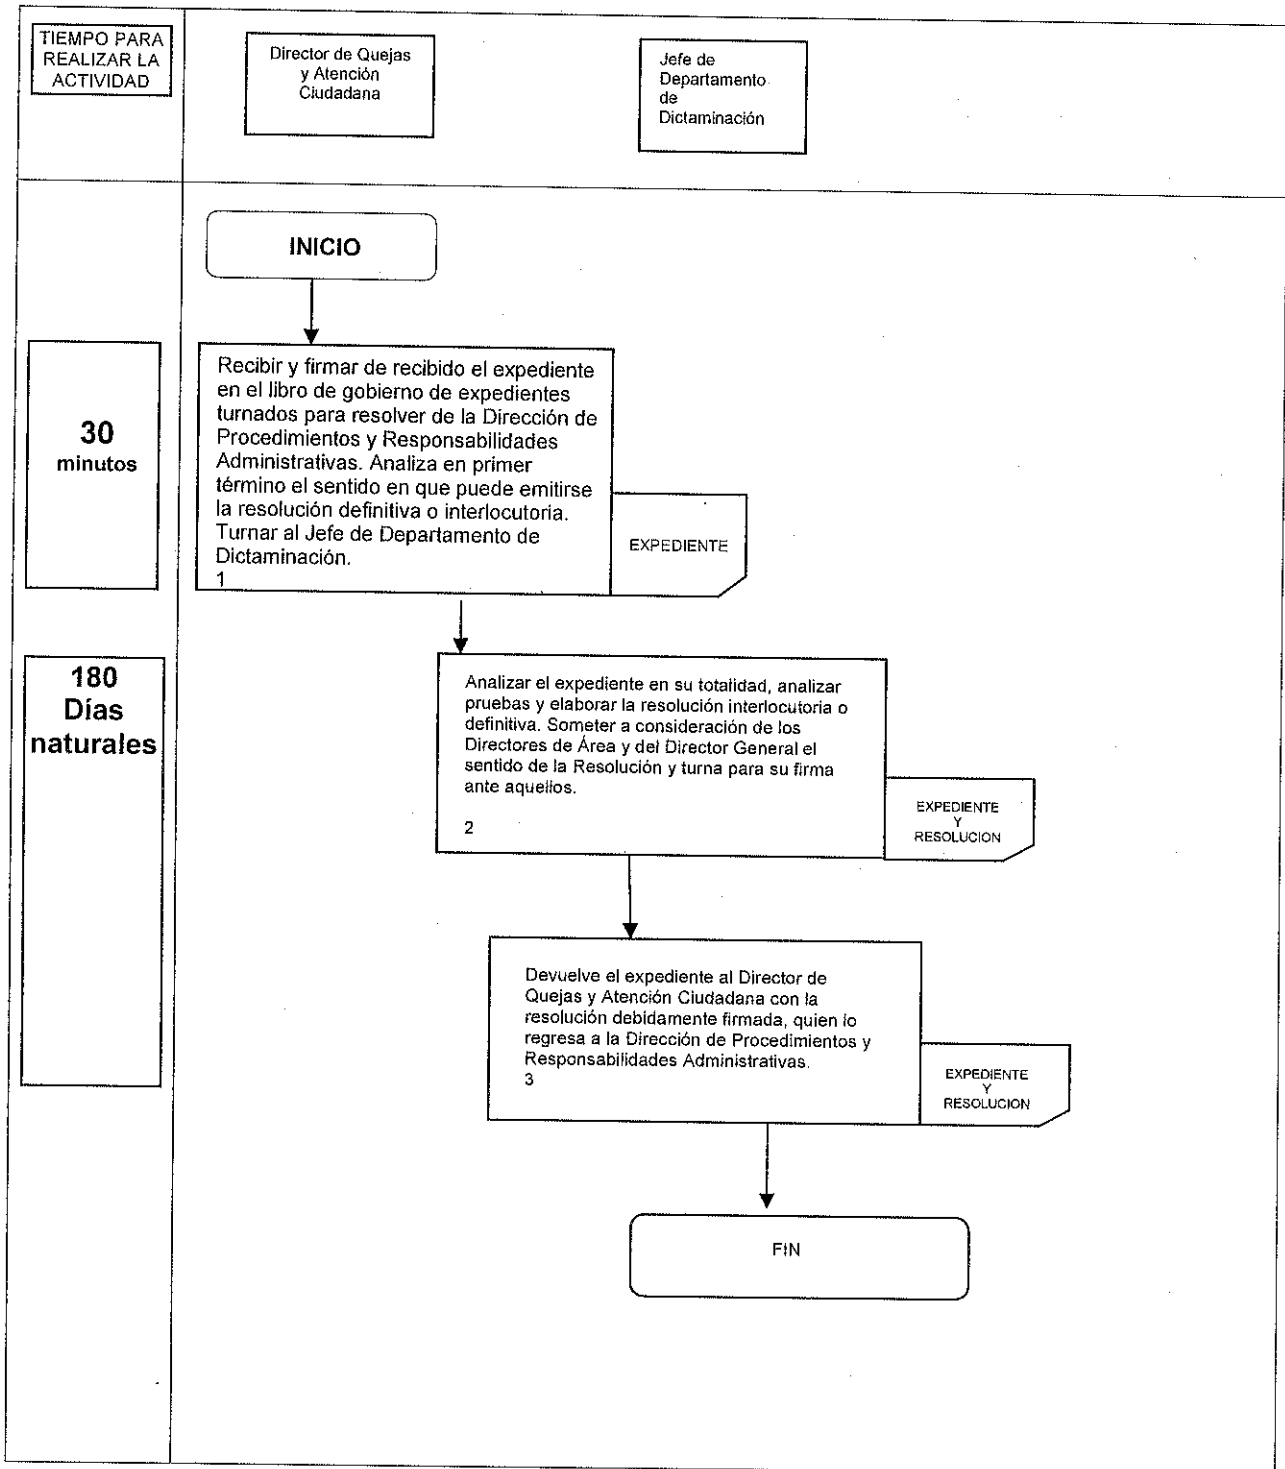 TIEMPO PARA
REALIZAR LA
ACTIVIDAD
Director de Quejas
y Atención
Ciudadana
Jefe de
Departamento
de
Dictaminación
INICIO
30
minutos
Recibir y firmar de recibido el expediente
en el libro de gobierno de expedientes
turnados para resolver de la Dirección de
Procedimientos y Responsabilidades
Administrativas. Analiza en primer
término el sentido en que puede emitirse
la resolución definitiva o interlocutoria.
Turnar al Jefe de Departamento de
Dictaminación.
1
EXPEDIENTE
180
Días
naturales
Analizar el expediente en su totalidad, analizar
pruebas y elaborar la resolución interlocutoria o
definitiva. Someter a consideración de los
Directores de Área y del Director General el
sentido de la Resolución y turna para su firma
ante aquellos.
2
EXPEDIENTE
Y
RESOLUCION
Devuelve el expediente al Director de
Quejas y Atención Ciudadana con la
resolución debidamente firmada, quien lo
regresa a la Dirección de Procedimientos y
Responsabilidades Administrativas.
3
EXPEDIENTE
Y
RESOLUCION
FIN